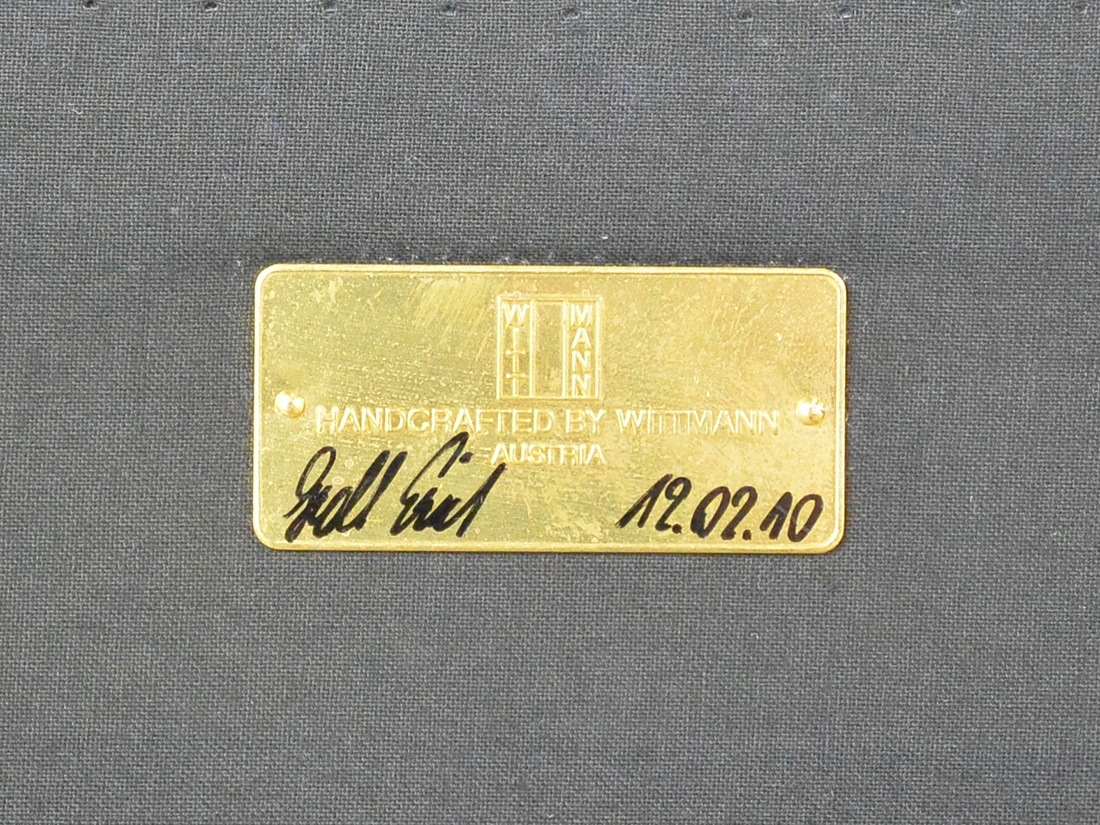 WITT MANN
HANDCRAFTED BY WITTMANN
AUSTRIA
12.02.10